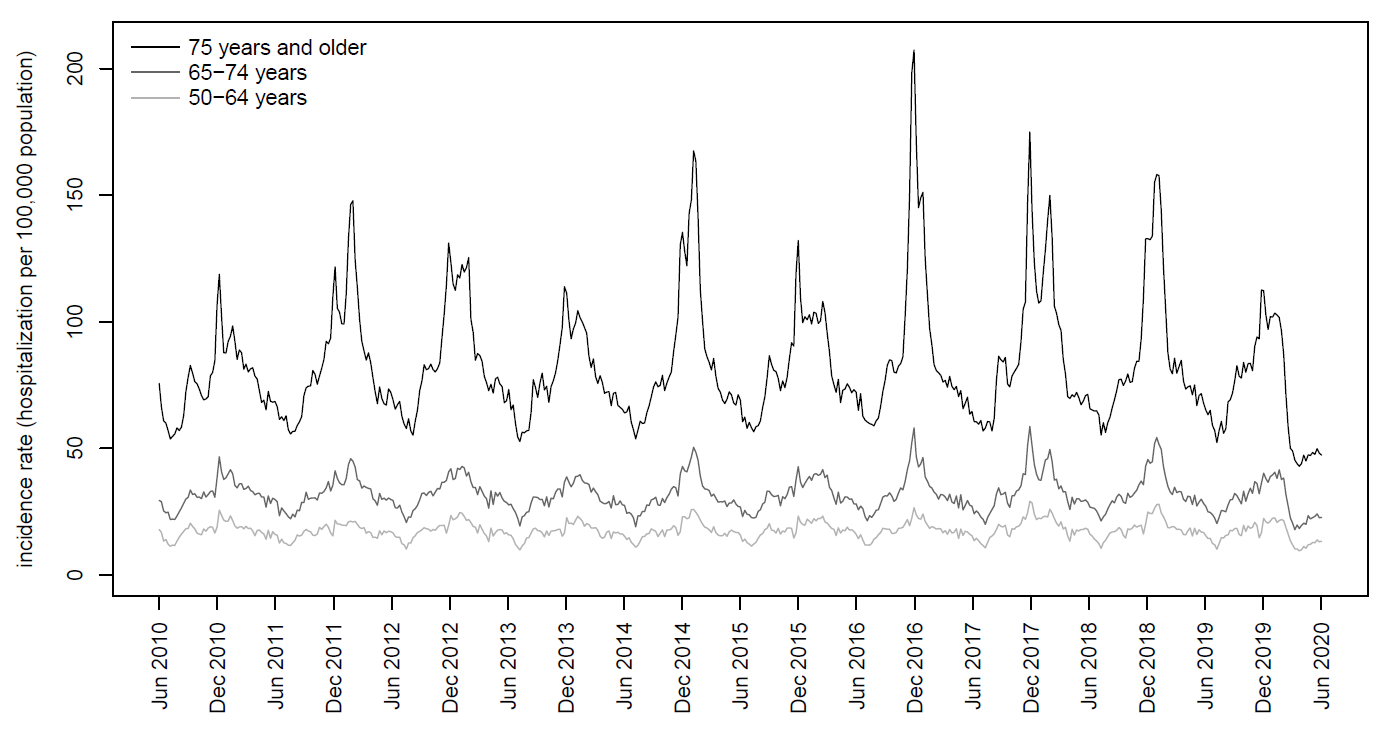 incidence rate (hospitalization per 100,000 population)
200
150
100
50
0
75 years and older
65−74 years
50−64 years
Jun 2010
Dec 2010
Jun 2011
Dec 2011
Jun 2012
Dec 2012
Jun 2013
Dec 2013
Jun 2014
Dec 2014
Jun 2015
Dec 2015
Jun 2016
Dec 2016
Jun 2017
Dec 2017
Jun 2018
Dec 2018
Jun 2019
Dec 2019
Jun 2020